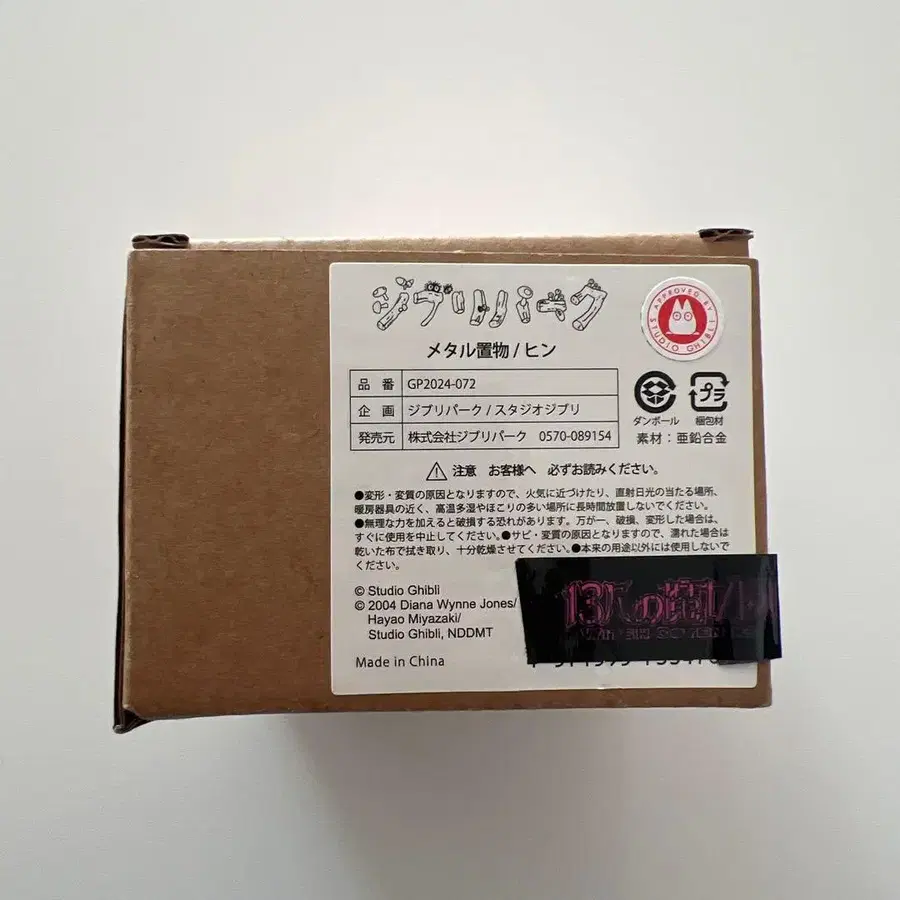 ジブリパーク
APPROVED BY STUDIO GHIBLI
メタル置物 / ヒン
品 番 GP2024-072
企 画 ジブリパーク / スタジオジブリ
発売元 株式会社ジブリパーク 0570-089154
プラ
ダンボール 梱包材
素材：亜鉛合金
注意 お客様へ 必ずお読みください。
●変形・変質の原因となりますので、火気に近づけたり、直射日光の当たる場所、
暖房器具の近く、高温多湿やほこりの多い場所に長時間放置しないでください。
●無理な力を加えると破損する恐れがあります。万が一、破損、変形した場合は、
すぐに使用を中止してください。●サビ・変質の原因となりますので、濡れた場合は
乾いた布で拭き取り、十分乾燥させてください。●本来の用途以外には使用しないで
ください。
© Studio Ghibli
© 2004 Diana Wynne Jones/
Hayao Miyazaki/
Studio Ghibli, NDDMT
Made in China